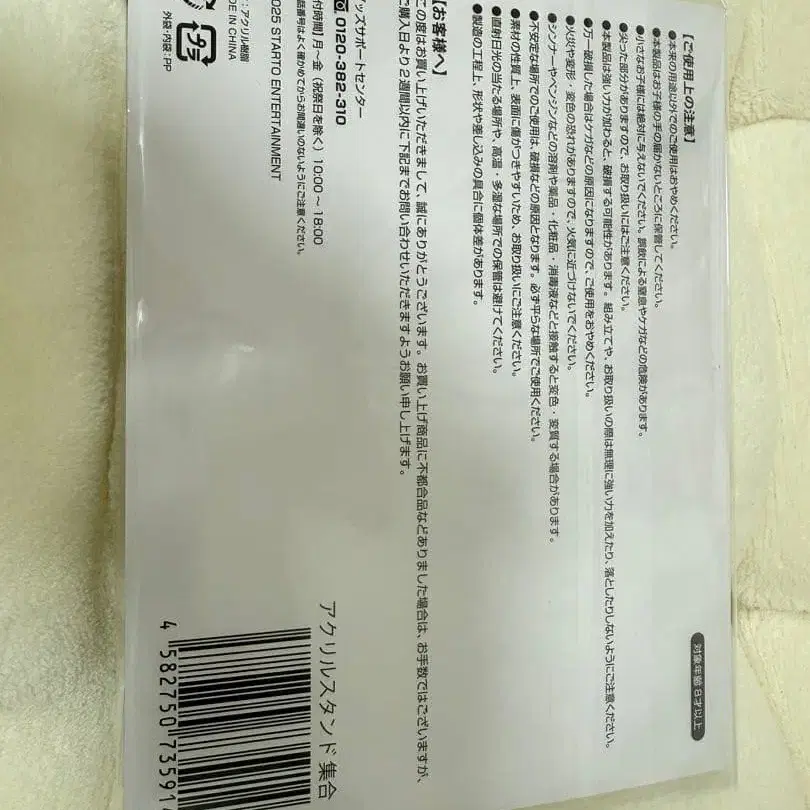 対象年齢 8才以上
【ご使用上の注意】
●本来の用途以外でのご使用はおやめください。
●本製品はお子様の手の届かないところに保管してください。
●小さなお子様には絶対に与えないでください。誤飲による窒息やケガなどの危険があります。
●尖った部分がありますので、お取り扱いにはご注意ください。
●本製品は強い力が加わると、破損する可能性があります。組み立てや、お取り扱いの際は無理に強い力を加えたり、落としたりしないようにご注意ください。
●万一破損した場合はケガなどの原因になりますので、ご使用をおやめください。
●火災や変形・変色の恐れがありますので、火気に近づけないでください。
●シンナーやベンジンなどの溶剤や薬品・化粧品・消毒液などと接触すると変色・変質する場合があります。
●不安定な場所でのご使用は、破損などの原因となります。必ず平らな場所でご使用ください。
●素材の性質上、表面に傷がつきやすいため、お取り扱いにご注意ください。
●直射日光の当たる場所や、高温・多湿な場所での保管は避けてください。
●製造の工程上、形状や差し込みの具合に個体差があります。
【お客様へ】
この度はお買い上げいただきまして、誠にありがとうございます。お買い上げ商品に不都合品などありました場合は、お手数ではございますが、
ご購入日より2週間以内に下記までお問い合わせいただきますようお願い申し上げます。
ッズサポートセンター
0120-382-310
付時間】月～金（祝祭日を除く）10:00～18:00
話番号はよく確かめてからお間違いのないようにご注意ください。
2025 STARTO ENTERTAINMENT
：アクリル樹脂
DE IN CHINA
外袋・内袋：PP
アクリルスタンド集合
4 582750 73591